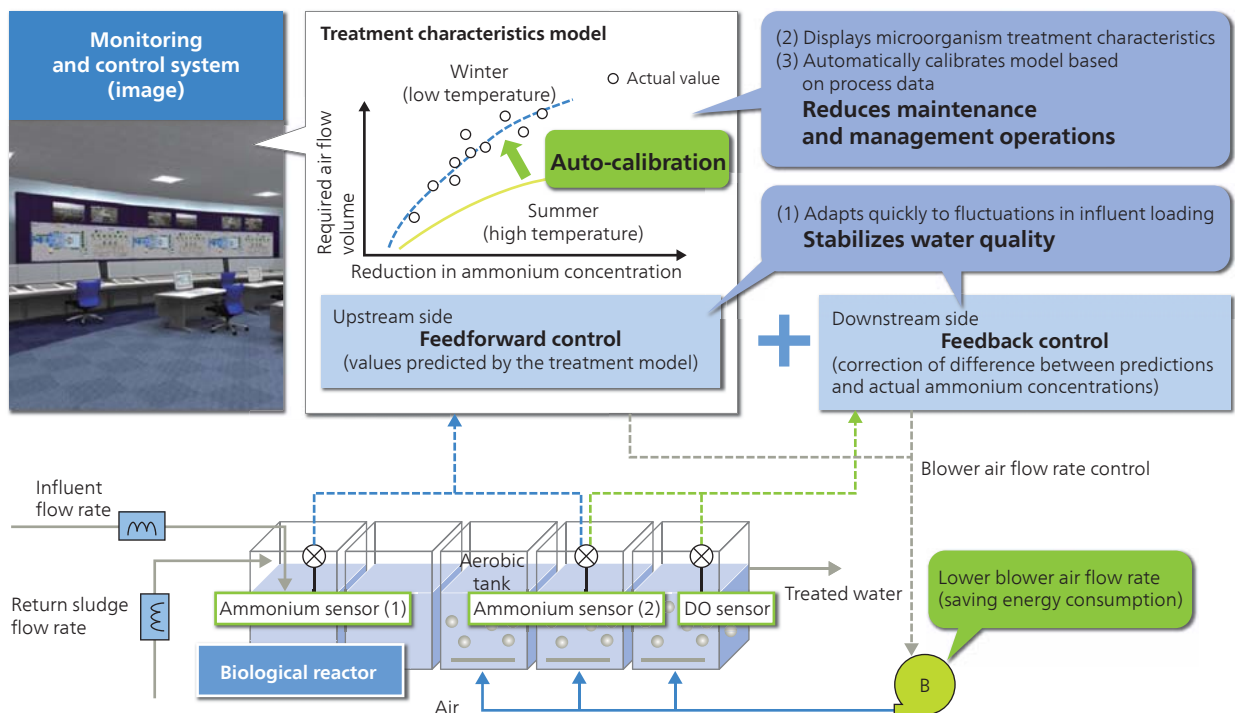 Monitoring
and control system
(image)
Treatment characteristics model
Winter
(low temperature)
Actual value
Auto-calibration
Summer
(high temperature)
Required air flow
volume
Reduction in ammonium concentration
(2) Displays microorganism treatment characteristics
(3) Automatically calibrates model based
on process data
Reduces maintenance
and management operations
(1) Adapts quickly to fluctuations in influent loading
Stabilizes water quality
Upstream side
Feedforward control
(values predicted by the treatment model)
Downstream side
Feedback control
(correction of difference between predictions
and actual ammonium concentrations)
Blower air flow rate control
Influent
flow rate
Return sludge
flow rate
Aerobic
tank
Ammonium sensor (1)
Ammonium sensor (2)
DO sensor
Treated water
Biological reactor
Air
Lower blower air flow rate
(saving energy consumption)
B